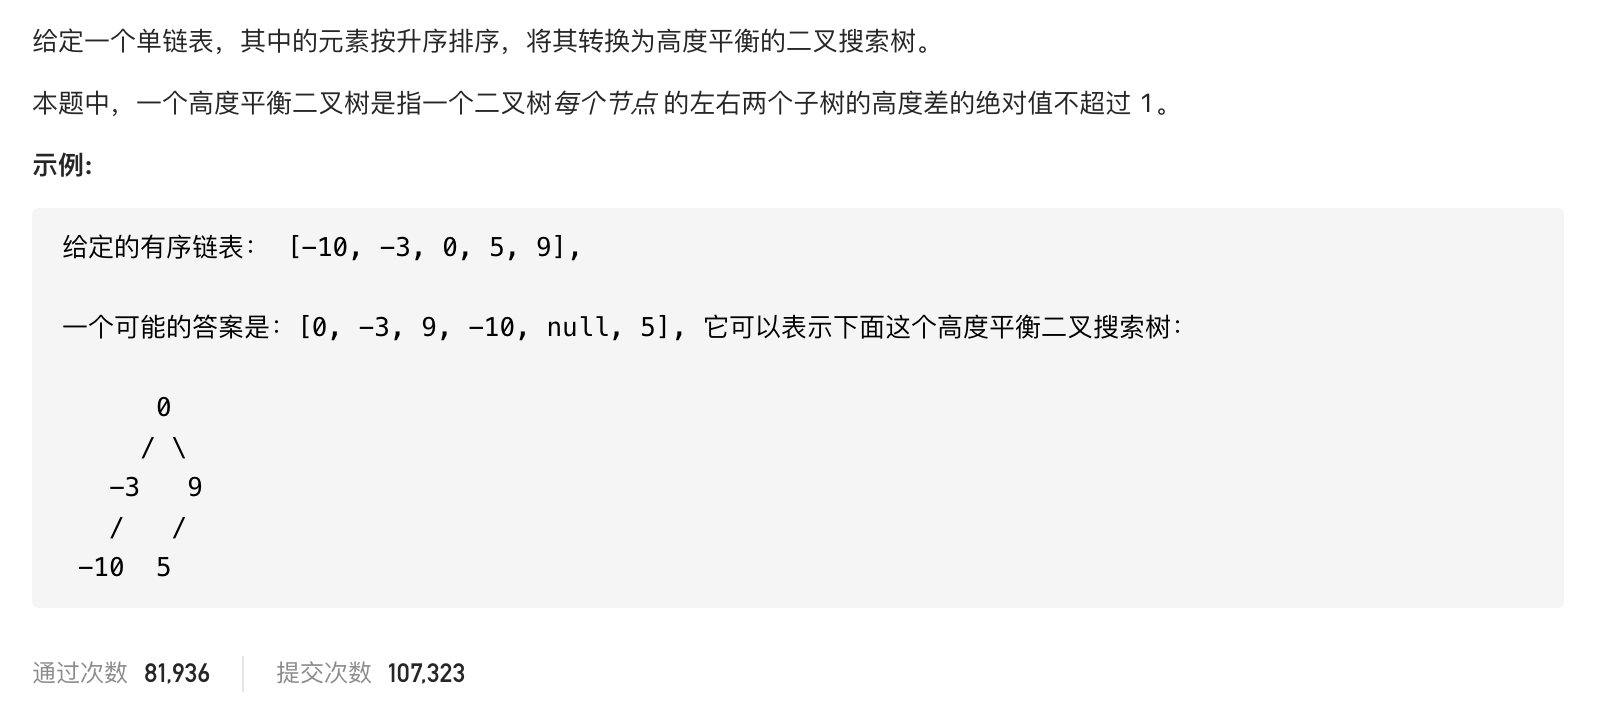 给定一个单链表，其中的元素按升序排序，将其转换为高度平衡的二叉搜索树。
本题中，一个高度平衡二叉树是指一个二叉树每个节点 的左右两个子树的高度差的绝对值不超过 1。
示例:
给定的有序链表： [-10, -3, 0, 5, 9],
一个可能的答案是：[0, -3, 9, -10, null, 5], 它可以表示下面这个高度平衡二叉搜索树：
0
/ \
-3 9
/ /
-10 5
通过次数 81,936 提交次数 107,323